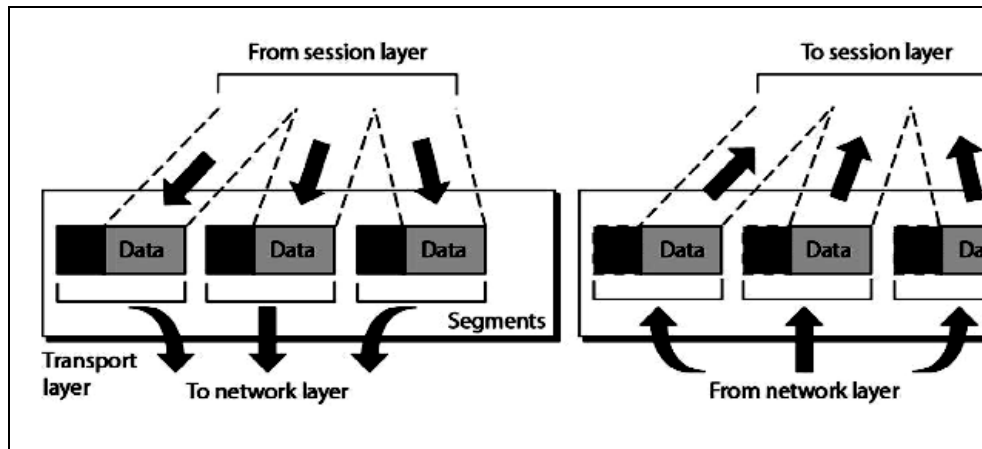 From session layer
To session layer
Data
Data
Data
Data
Data
Segments
Transport
layer
To network layer
From network layer